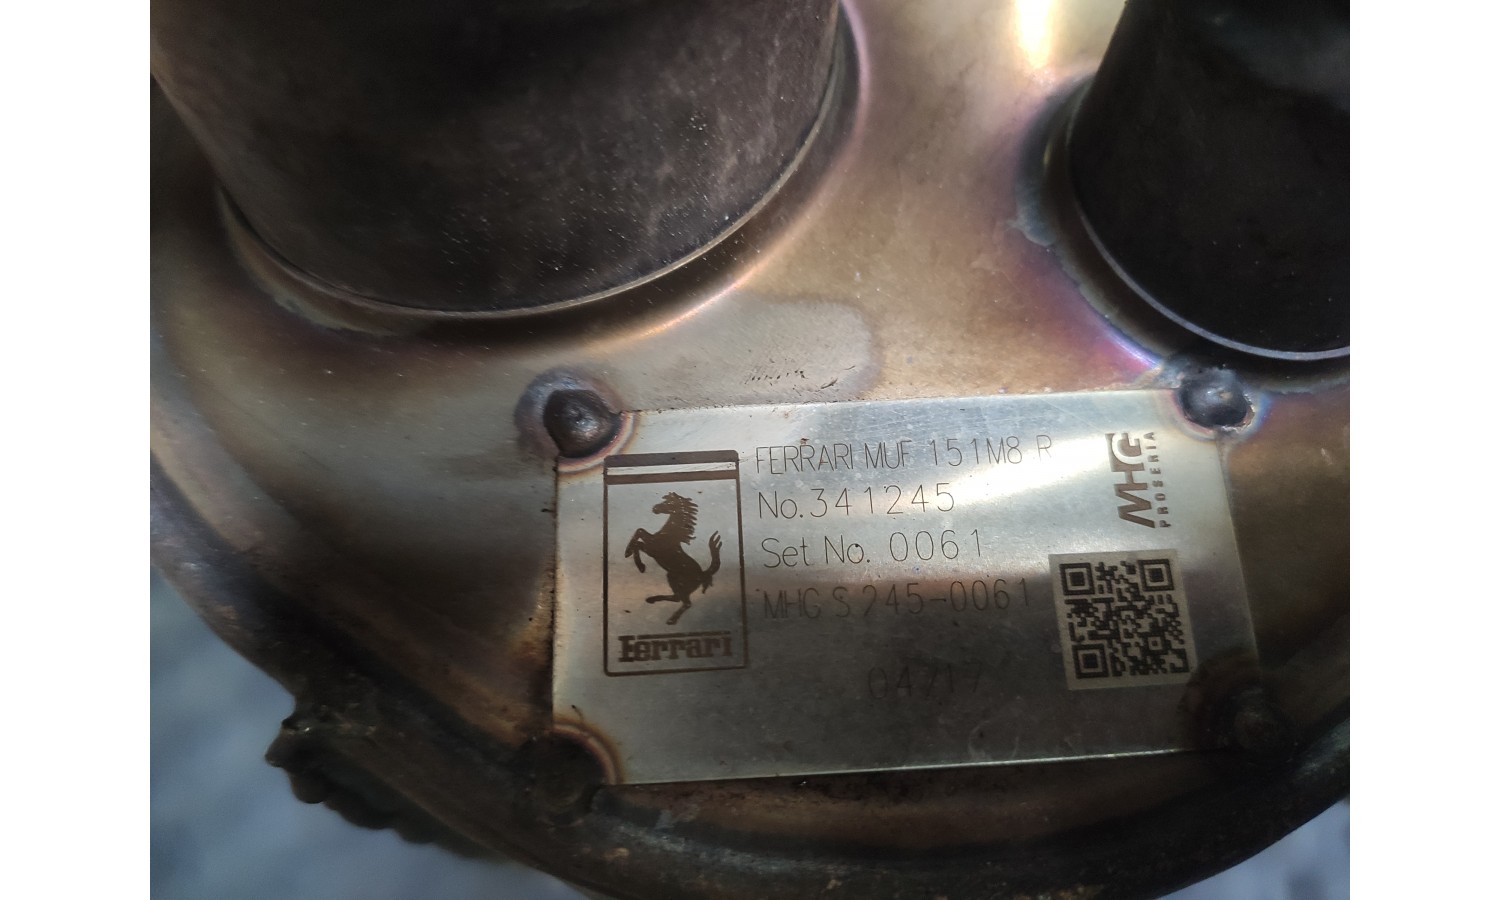 FERRARI MUF 151M8 R
No.341245
Set No. 0061
MHG S 245-0061
04/17
Ferrari
MHG
PROSERIA